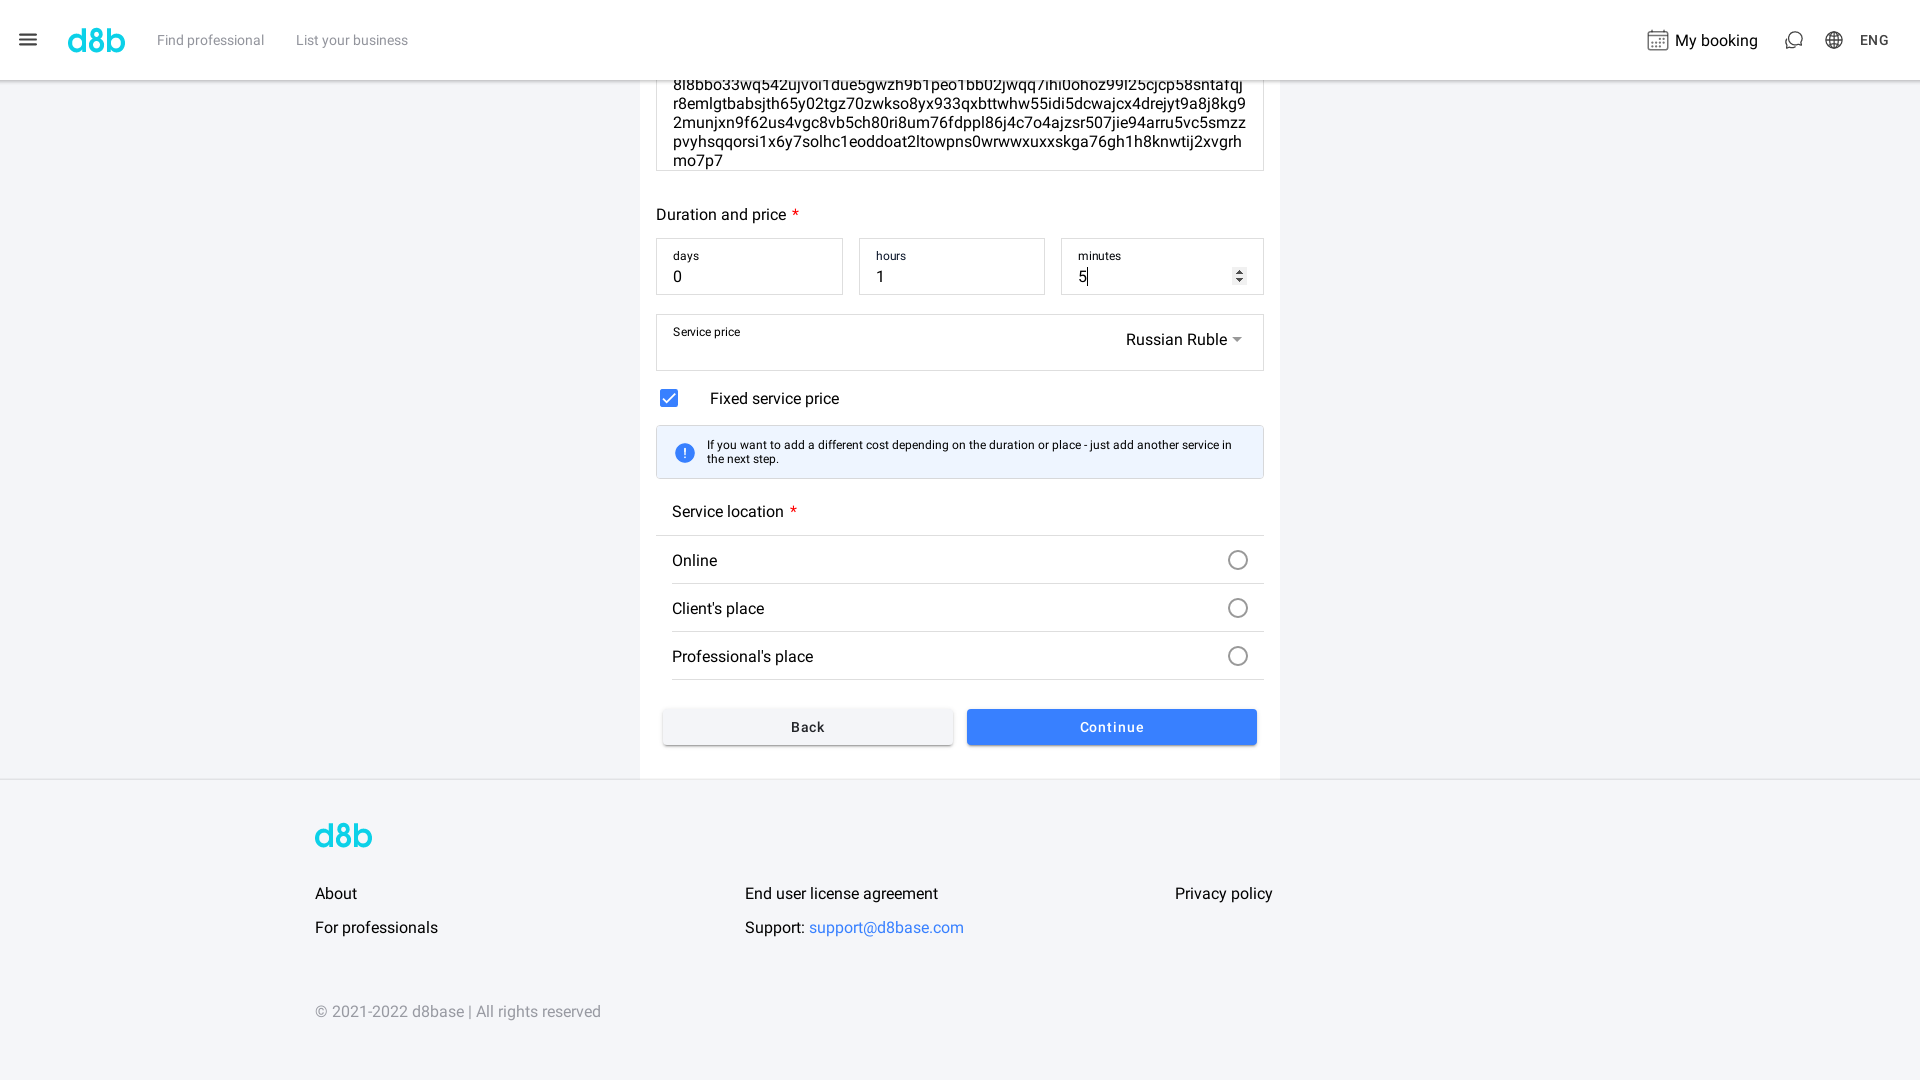 d8b
Find professional
List your business
My booking
ENG
8l8bbo33wq542ujvoi1due5gwzh9b1peo1bb02jwqq7ihi0ohoz99l25cjcp58sntafqj
r8emlgtbabsjth65y02tgz70zwkso8yx933qxbttwhw55idi5dcwajcx4drejyt9a8j8kg9
2munjxn9f62us4vgc8vb5ch80ri8um76fdppl86j4c7o4ajzsr507jie94arru5vc5smzz
pvyhsqqorsi1x6y7solhc1eoddoat2ltowpns0wrwwxuxxskga76gh1h8knwtij2xvgrh
mo7p7
Duration and price *
days
0
hours
1
minutes
5
Service price
Russian Ruble
Fixed service price
If you want to add a different cost depending on the duration or place - just add another service in
the next step.
Service location *
Online
Client's place
Professional's place
Back
Continue
d8b
About
End user license agreement
Privacy policy
For professionals
Support: support@d8base.com
© 2021-2022 d8base | All rights reserved